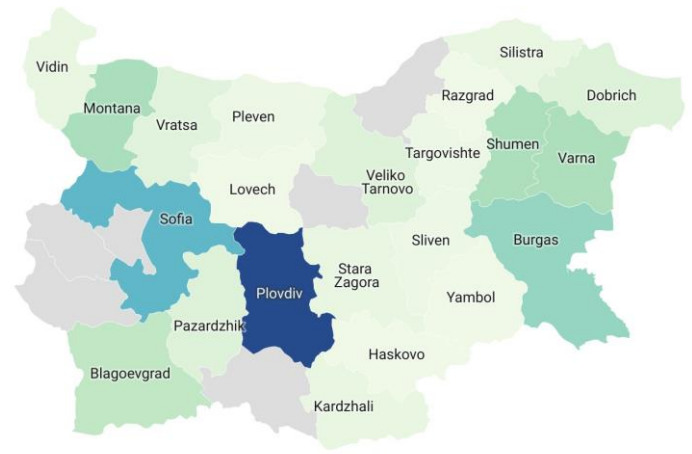 Silistra
Vidin
Razgrad
Dobrich
Montana
Pleven
Vratsa
Shumen
Targovishte
Varna
Veliko
Tarnovo
Lovech
Sofia
Sliven
Burgas
Stara
Zagora
Plovdiv
Yambol
Pazardzhik
Haskovo
Blagoevgrad
Kardzhali